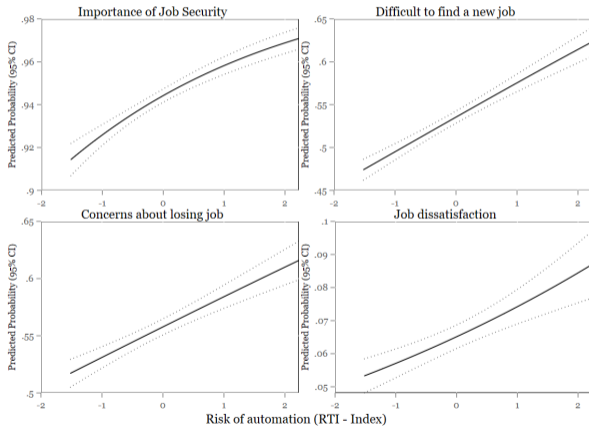 Importance of Job Security
Predicted Probability (95% CI)
.98
.96
.94
.92
.9
-2 -1 0 1 2
Difficult to find a new job
Predicted Probability (95% CI)
.65
.6
.55
.5
.45
-2 -1 0 1 2
Concerns about losing job
Predicted Probability (95% CI)
.65
.6
.55
.5
-2 -1 0 1 2
Job dissatisfaction
Predicted Probability (95% CI)
.1
.09
.08
.07
.06
.05
-2 -1 0 1 2
Risk of automation (RTI - Index)